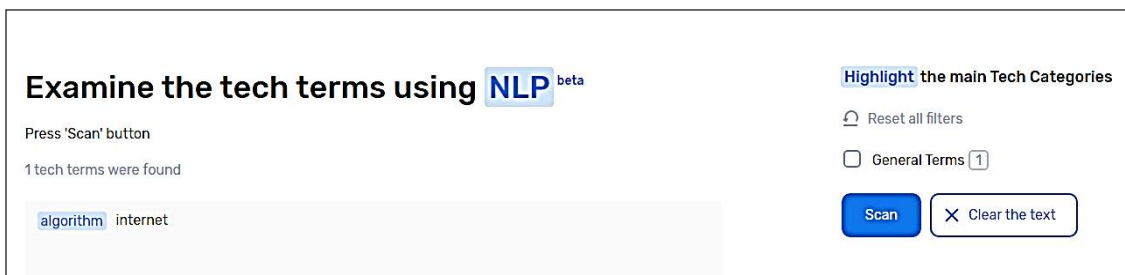 Examine the tech terms using NLP beta
Press 'Scan' button
1 tech terms were found
algorithm internet
Highlight the main Tech Categories
Reset all filters
General Terms 1
Scan
Clear the text